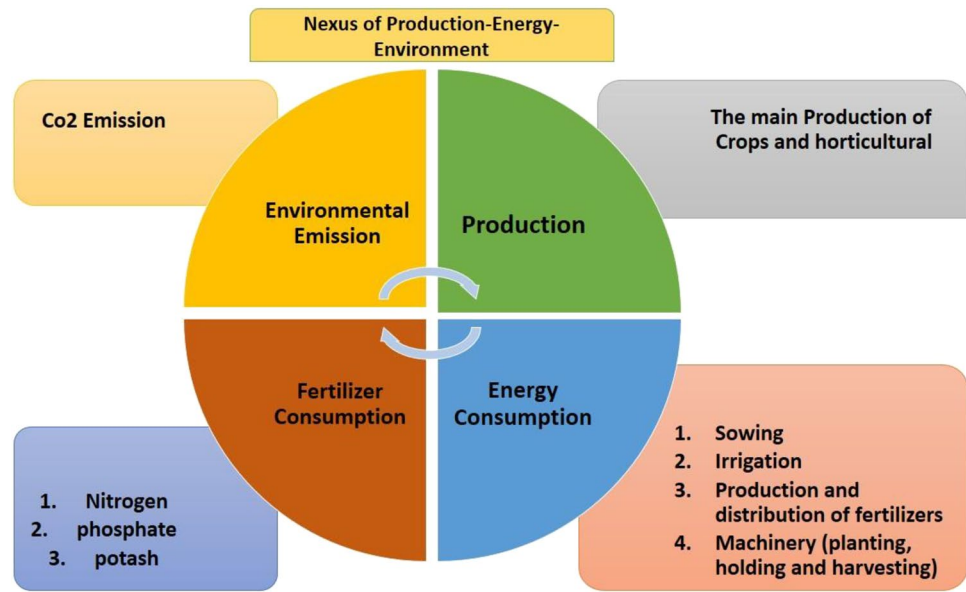 Nexus of Production-Energy-
Environment
Co2 Emission
The main Production of
Crops and horticultural
Environmental
Emission
Production
Fertilizer
Consumption
Energy
Consumption
1. Nitrogen
2. phosphate
3. potash
1. Sowing
2. Irrigation
3. Production and
distribution of fertilizers
4. Machinery (planting,
holding and harvesting)